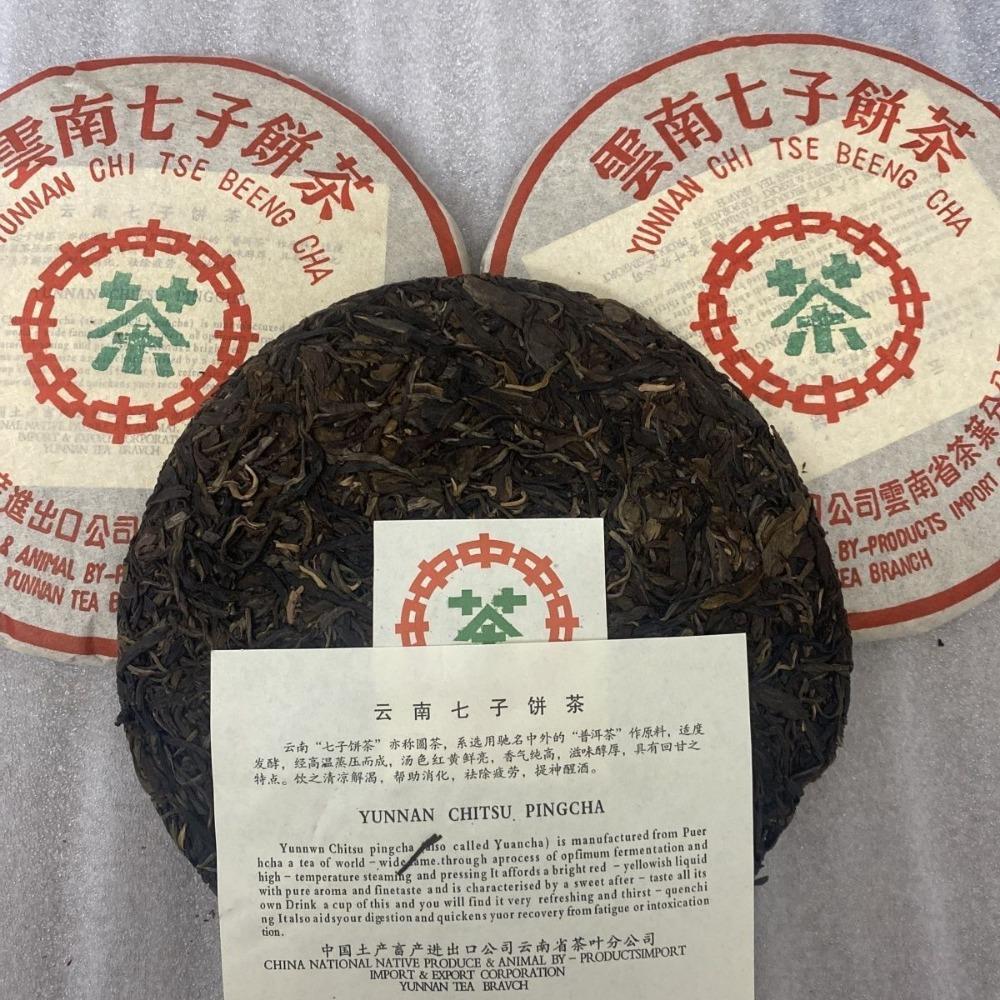 雲南七子餅茶
YUNNAN CHI TSE BEENG CHA
茶
進出口公司
& ANIMAL BY-P
YUNNAN TEA B
雲南七子餅茶
YUNNAN CHI TSE BEENG CHA
茶
口公司雲南省茶葉公司
BY-PRODUCTS IMPORT
EA BRANCH
茶
云南七子饼茶
云南“七子饼茶”亦称圆茶，系选用驰名中外的“普洱茶”作原料，适度
发酵，经高温蒸压而成，汤色红黄鲜亮，香气纯高，滋味醇厚，具有回甘之
特点。饮之清凉解渴，帮助消化，祛除疲劳，提神醒酒。
YUNNAN CHITSU PINGCHA
Yunnwn Chitsu pingcha (also called Yuancha) is manufactured from Puer
hcha a tea of world - wide fame.through aprocess of opfimum fermentation and
high - temperature steaming and pressing It affords a bright red - yellowish liquid
with pure aroma and finetaste and is characterised by a sweet after - taste all its
own Drink a cup of this and you will find it very refreshing and thirst - quenchi
ng Italso aidsyour digestion and quickens yuor recovery from fatigue or intoxication
tion.
中国土产畜产进出口公司云南省茶叶分公司
CHINA NATIONAL NATIVE PRODUCE & ANIMAL BY - PRODUCTSIMPORT
IMPORT & EXPORT CORPORATION
YUNNAN TEA BRAVCH